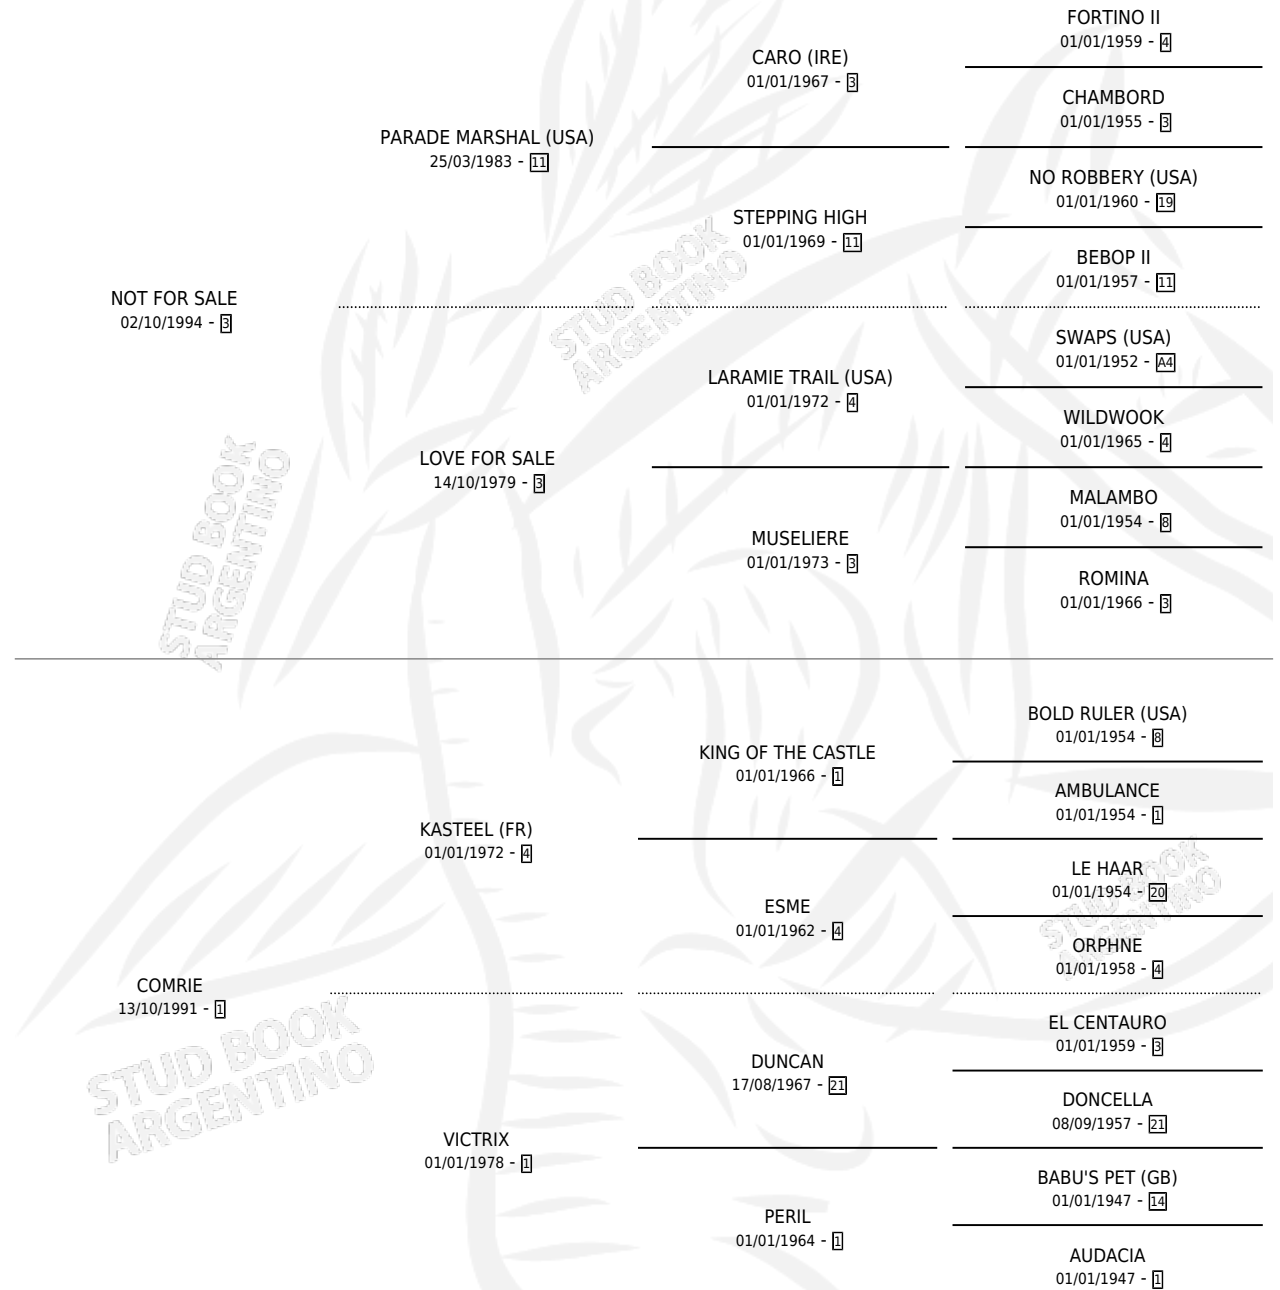 FORTINO II
01/01/1959 - 4
CARO (IRE)
01/01/1967 - 3
CHAMBORD
01/01/1955 - 3
PARADE MARSHAL (USA)
25/03/1983 - 11
NO ROBBERY (USA)
01/01/1960 - 19
STEPPING HIGH
01/01/1969 - 11
BEBOP II
01/01/1957 - 11
NOT FOR SALE
02/10/1994 - 3
SWAPS (USA)
01/01/1952 - A4
LARAMIE TRAIL (USA)
01/01/1972 - 4
WILDWOOK
01/01/1965 - 4
LOVE FOR SALE
14/10/1979 - 3
MALAMBO
01/01/1954 - 8
MUSELIERE
01/01/1973 - 3
ROMINA
01/01/1966 - 3
BOLD RULER (USA)
01/01/1954 - 8
KING OF THE CASTLE
01/01/1966 - 1
AMBULANCE
01/01/1954 - 1
KASTEEL (FR)
01/01/1972 - 4
LE HAAR
01/01/1954 - 20
ESME
01/01/1962 - 4
ORPHNE
01/01/1958 - 4
COMRIE
13/10/1991 - 1
EL CENTAURO
01/01/1959 - 3
DUNCAN
17/08/1967 - 21
DONCELLA
08/09/1957 - 21
VICTRIX
01/01/1978 - 1
BABU'S PET (GB)
01/01/1947 - 14
PERIL
01/01/1964 - 1
AUDACIA
01/01/1947 - 1
STUD BOOK
ARGENTINO
STUD BOOK
ARGENTINO
STUD BOOK
ARGENTINO
STUD BOOK
ARGENTINO